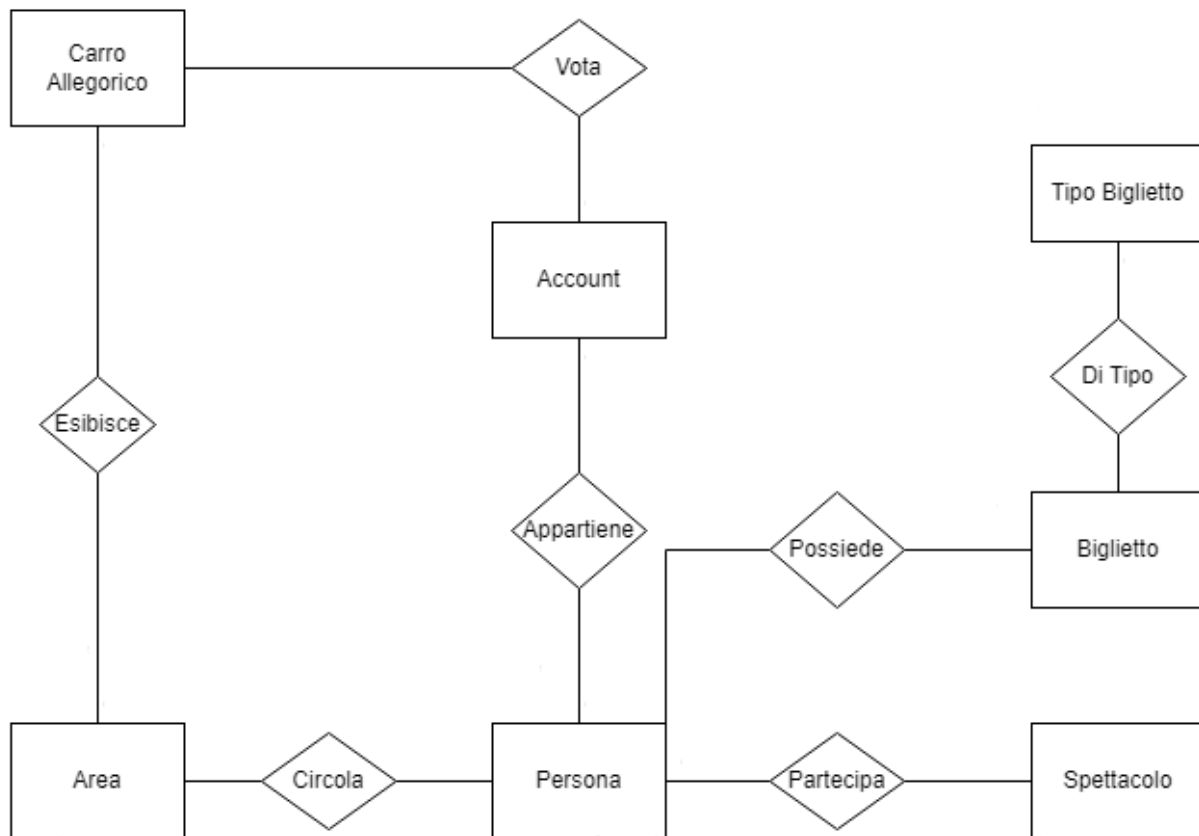 Carro
Allegorico
Vota
Tipo Biglietto
Account
Di Tipo
Esibisce
Appartiene
Possiede
Biglietto
Area
Circola
Persona
Partecipa
Spettacolo